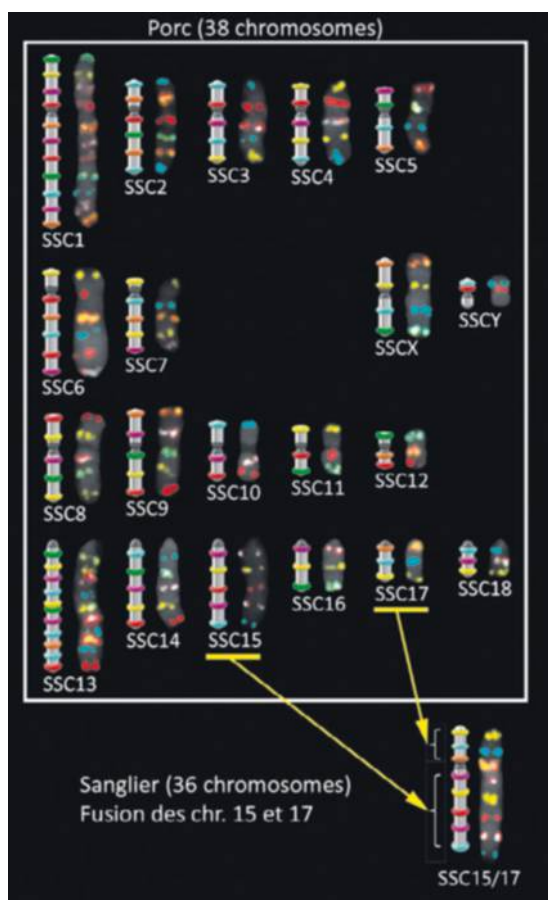 Porc (38 chromosomes)
SSC1
SSC2
SSC3
SSC4
SSC5
SSC6
SSC7
SSCX
SSCY
SSC8
SSC9
SSC10
SSC11
SSC12
SSC13
SSC14
SSC15
SSC16
SSC17
SSC18
Sanglier (36 chromosomes)
Fusion des chr. 15 et 17
SSC15/17